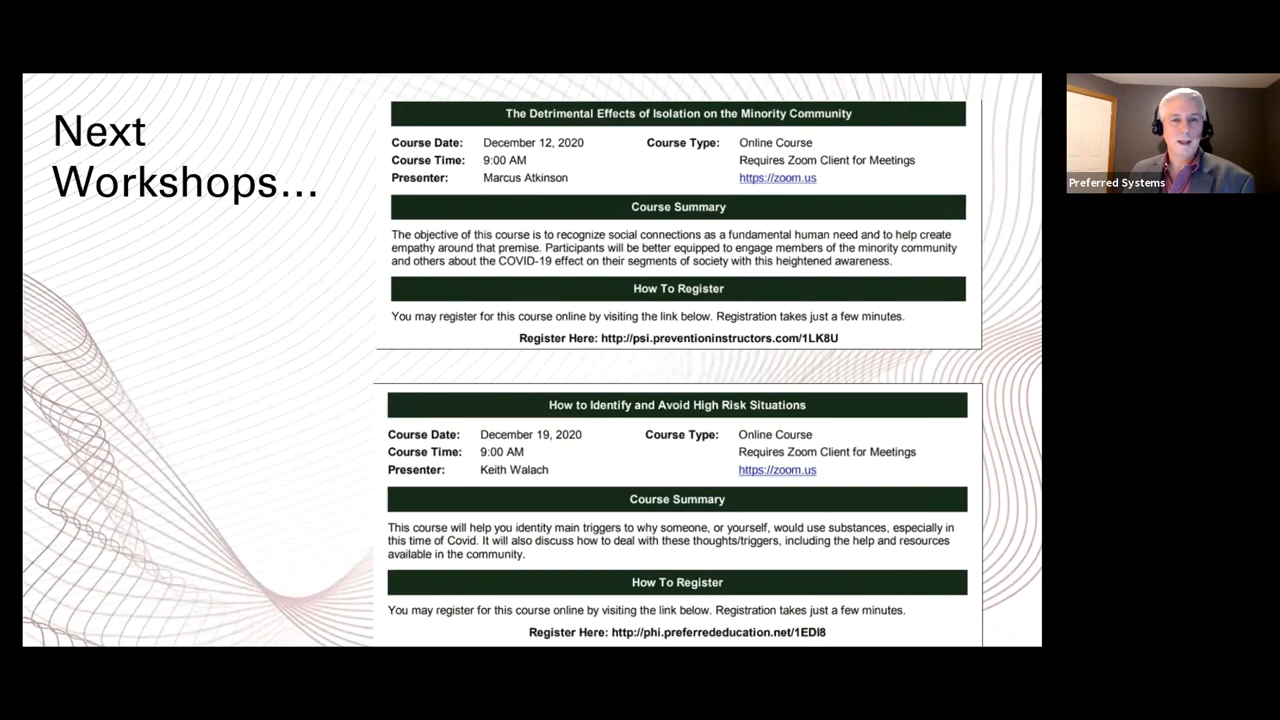 Next
Workshops...
The Detrimental Effects of Isolation on the Minority Community
Course Date: December 12, 2020 Course Type: Online Course
Course Time: 9:00 AM Requires Zoom Client for Meetings
Presenter: Marcus Atkinson https://zoom.us
Course Summary
The objective of this course is to recognize social connections as a fundamental human need and to help create
empathy around that premise. Participants will be better equipped to engage members of the minority community
and others about the COVID-19 effect on their segments of society with this heightened awareness.
How To Register
You may register for this course online by visiting the link below. Registration takes just a few minutes.
Register Here: http://psi.preventioninstructors.com/1LK8U
How to Identify and Avoid High Risk Situations
Course Date: December 19, 2020 Course Type: Online Course
Course Time: 9:00 AM Requires Zoom Client for Meetings
Presenter: Keith Walach https://zoom.us
Course Summary
This course will help you identity main triggers to why someone, or yourself, would use substances, especially in
this time of Covid. It will also discuss how to deal with these thoughts/triggers, including the help and resources
available in the community.
How To Register
You may register for this course online by visiting the link below. Registration takes just a few minutes.
Register Here: http://phi.preferrededucation.net/1EDI8
Preferred Systems